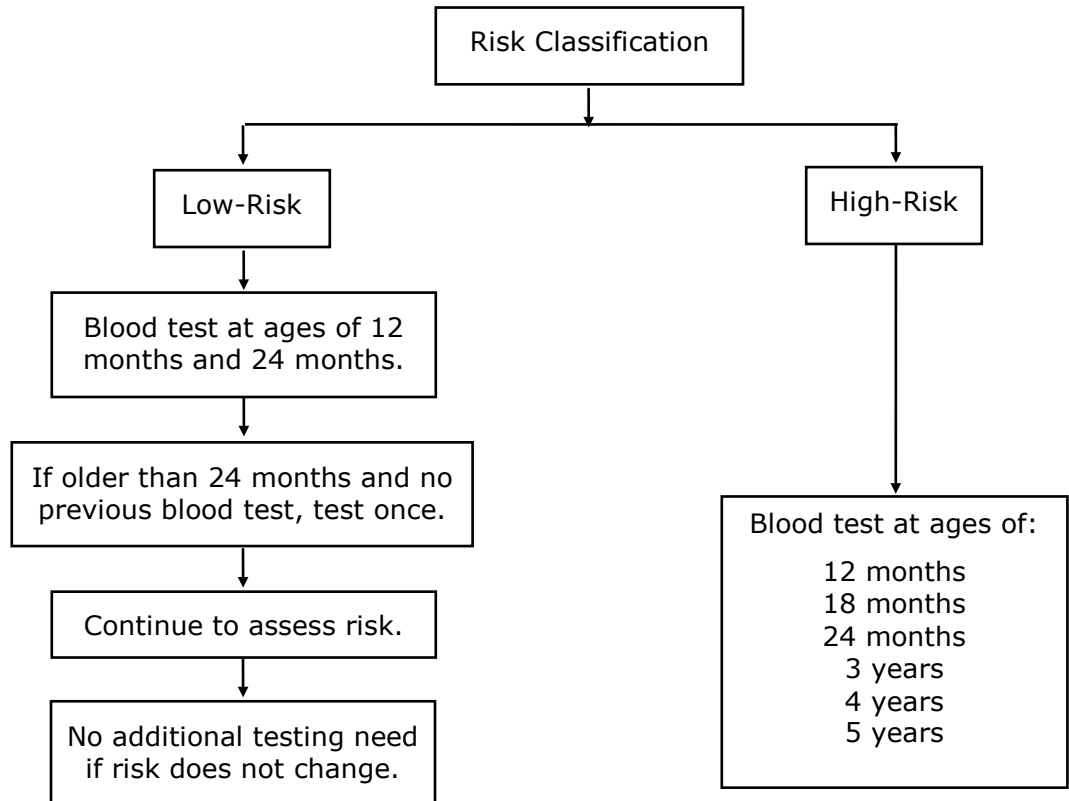 Risk Classification
Low-Risk
High-Risk
Blood test at ages of 12
months and 24 months.
If older than 24 months and no
previous blood test, test once.
Continue to assess risk.
No additional testing need
if risk does not change.
Blood test at ages of:
12 months
18 months
24 months
3 years
4 years
5 years